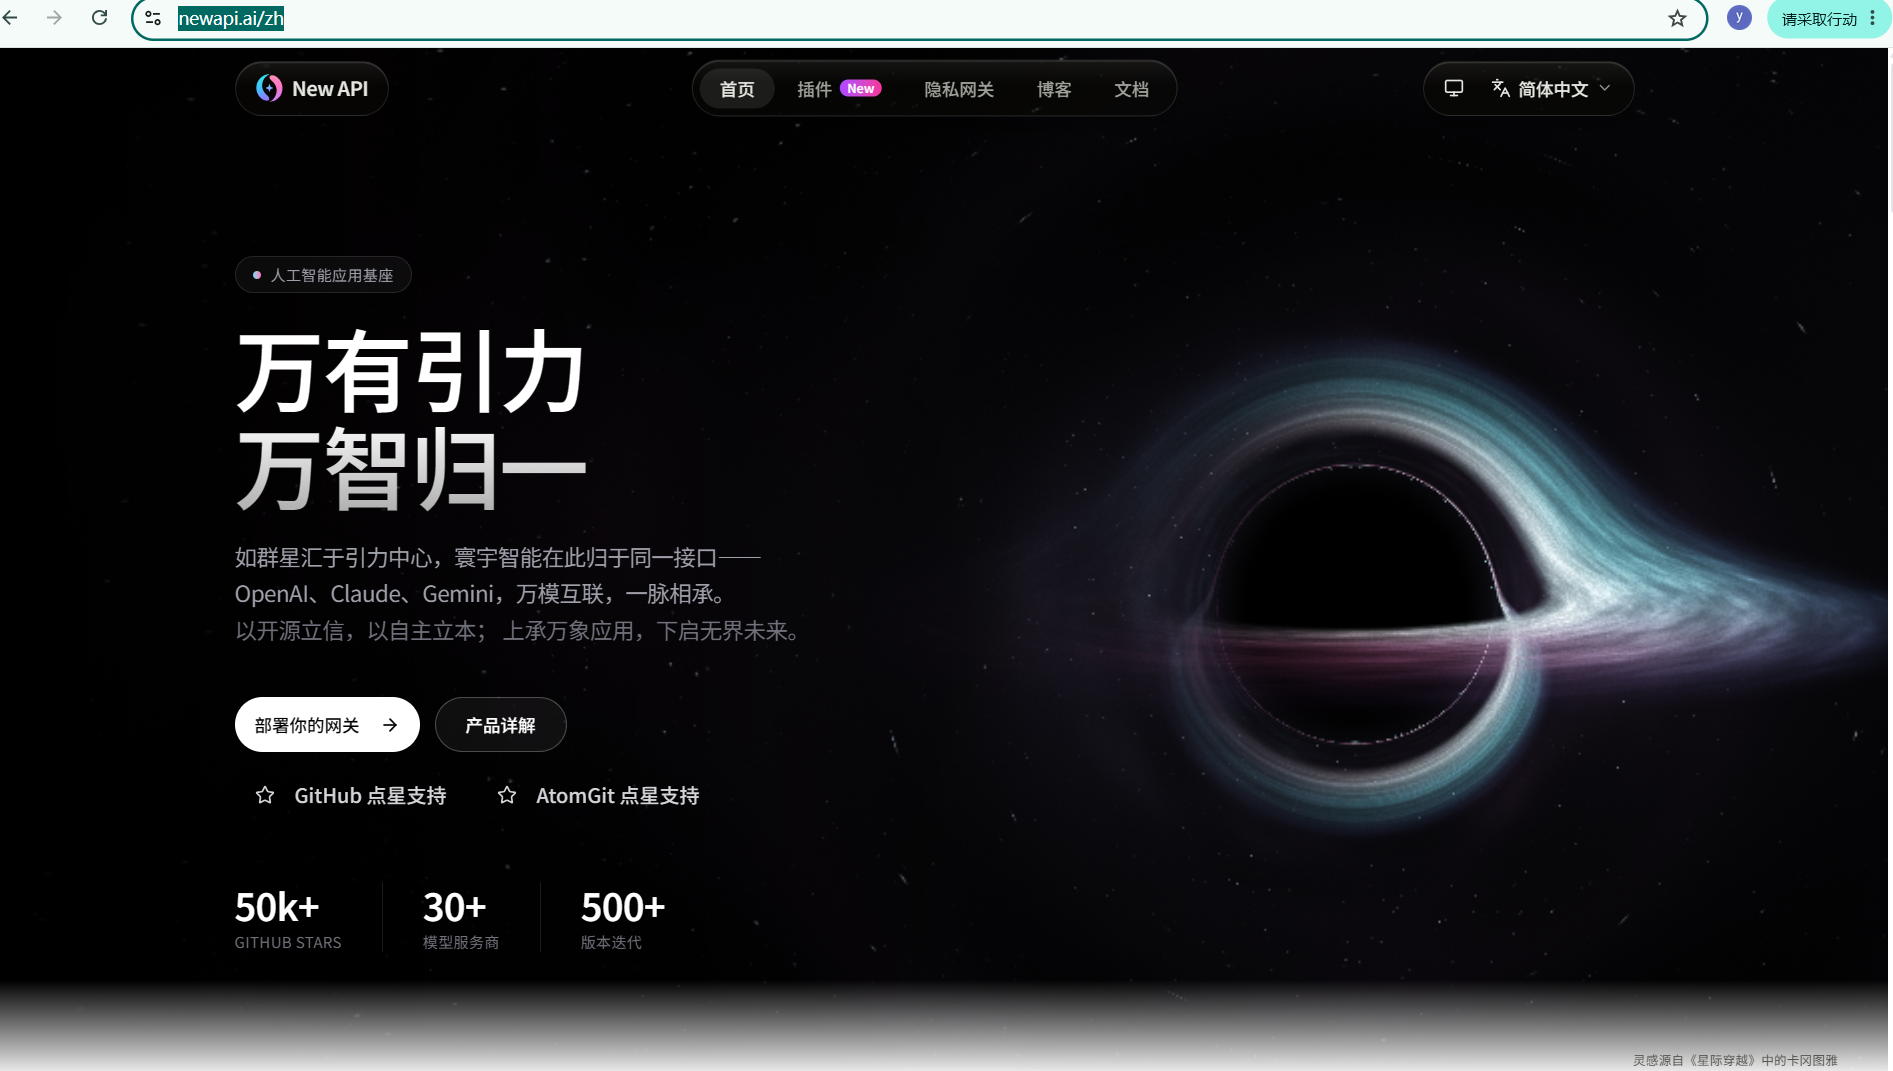 newapi.ai/zh
y
请采取行动
New API
首页
插件 New
隐私网关
博客
文档
简体中文
人工智能应用基座
万有引力
万智归一
如群星汇于引力中心，寰宇智能在此归于同一接口——
OpenAI、Claude、Gemini，万模互联，一脉相承。
以开源立信，以自主立本； 上承万象应用，下启无界未来。
部署你的网关
产品详解
GitHub 点星支持
AtomGit 点星支持
50k+
GITHUB STARS
30+
模型服务商
500+
版本迭代
灵感源自《星际穿越》中的卡冈图雅